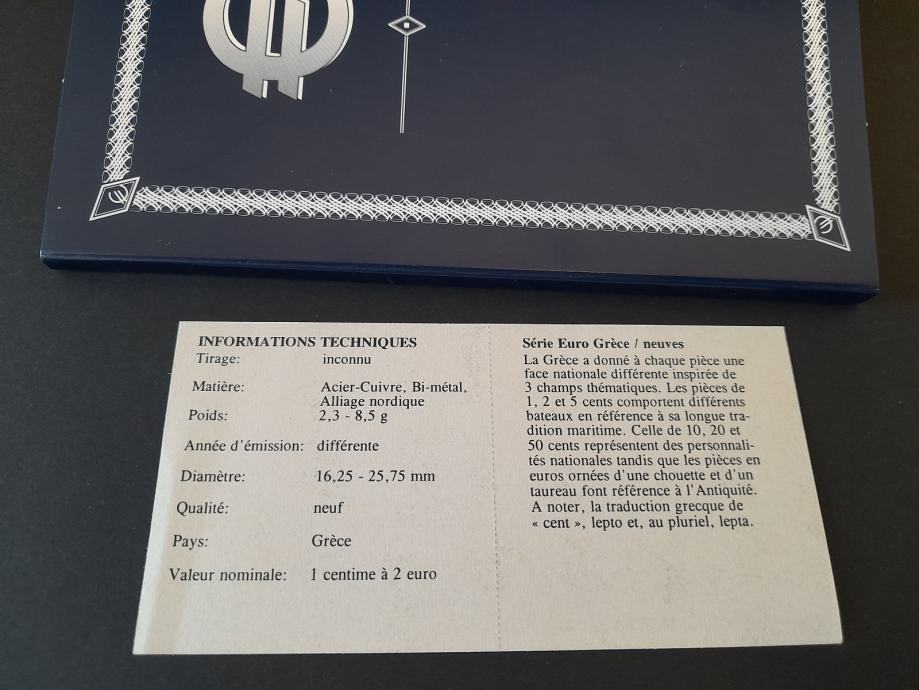 INFORMATIONS TECHNIQUES
Tirage: inconnu
Matière: Acier-Cuivre, Bi-métal,
Alliage nordique
Poids: 2,3 - 8,5 g
Année d'émission: différente
Diamètre: 16,25 - 25,75 mm
Qualité: neuf
Pays: Grèce
Valeur nominale: 1 centime à 2 euro
Série Euro Grèce / neuves
La Grèce a donné à chaque pièce une
face nationale différente inspirée de
3 champs thématiques. Les pièces de
1, 2 et 5 cents comportent différents
bateaux en référence à sa longue tra-
dition maritime. Celle de 10, 20 et
50 cents représentent des personnali-
tés nationales tandis que les pièces en
euros ornées d'une chouette et d'un
taureau font référence à l'Antiquité.
A noter, la traduction grecque de
« cent », lepto et, au pluriel, lepta.